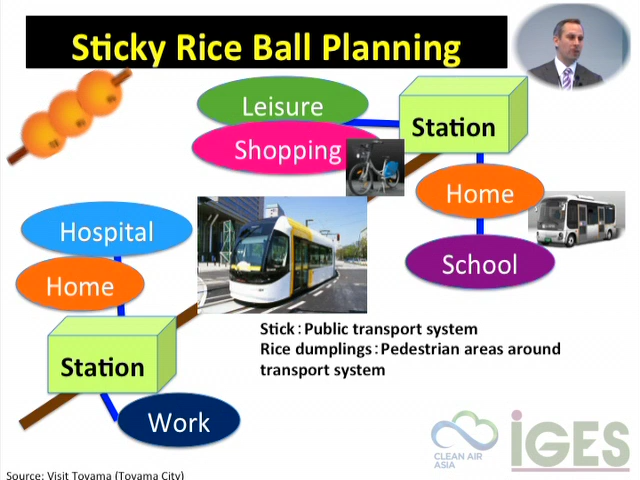 Sticky Rice Ball Planning
Leisure
Shopping
Station
Home
School
Hospital
Home
Station
Work
Stick：Public transport system
Rice dumplings：Pedestrian areas around
transport system
CLEAN AIR
ASIA
iGES
Source: Visit Toyama (Toyama City)